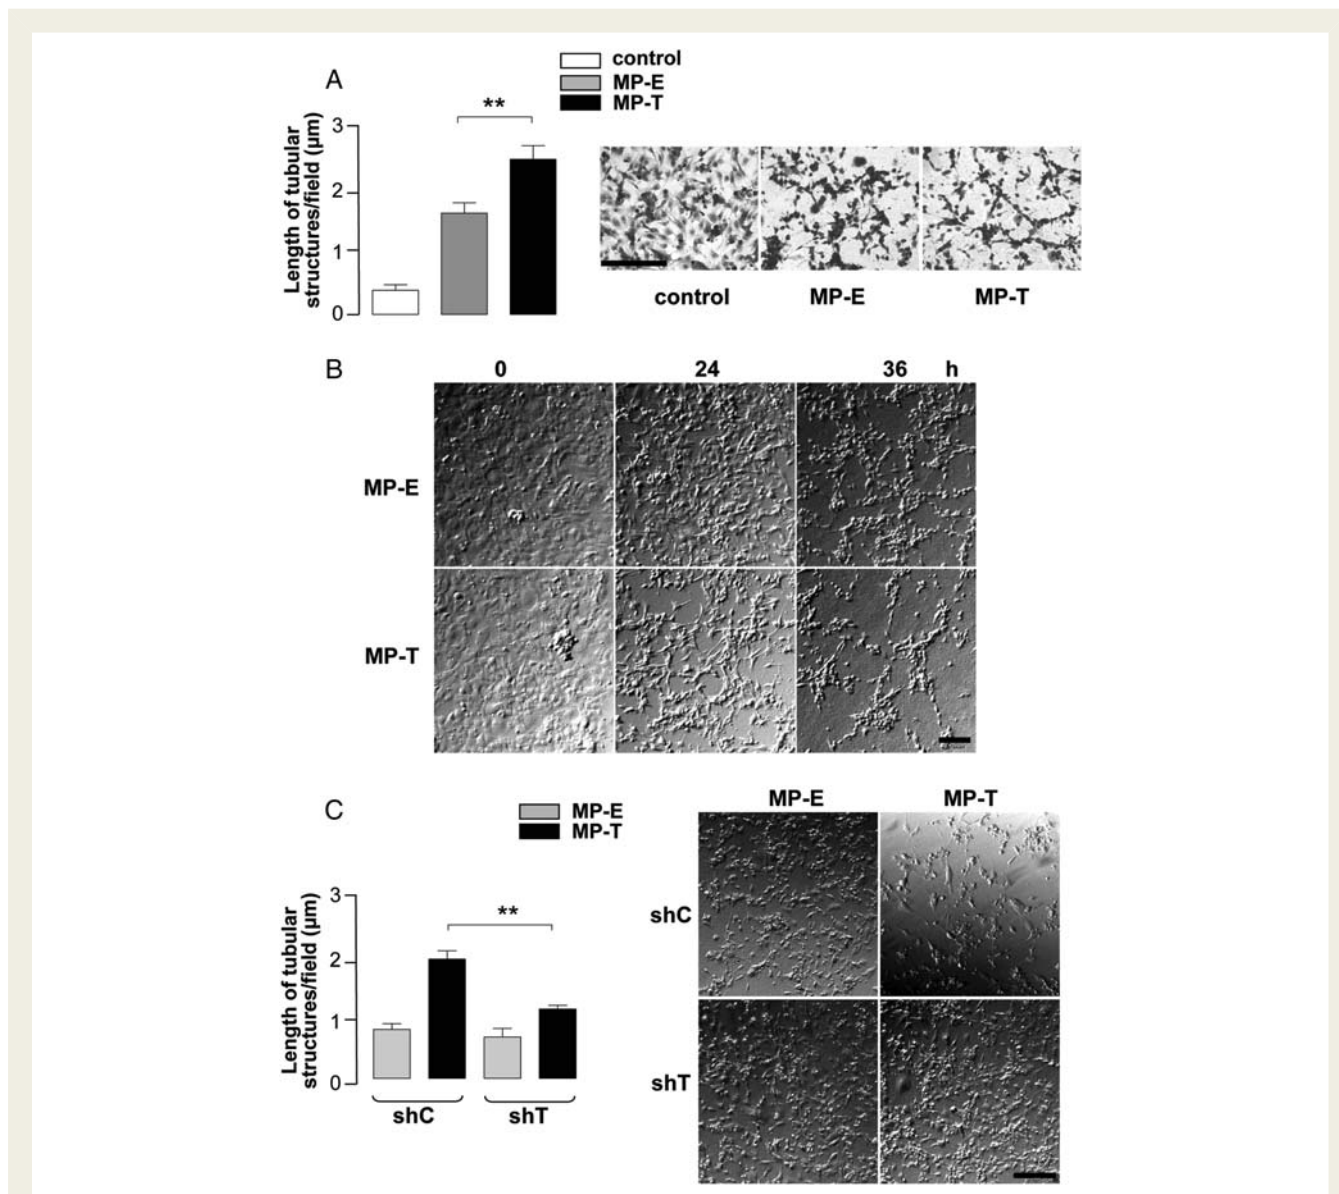 A
control
MP-E
MP-T
**
3
2
1
0
Length of tubular
structures/field (µm)
control
MP-E
MP-T
B
0
24
36
h
MP-E
MP-T
C
MP-E
MP-T
**
3
2
1
0
Length of tubular
structures/field (µm)
shC
shT
MP-E
MP-T
shC
shT